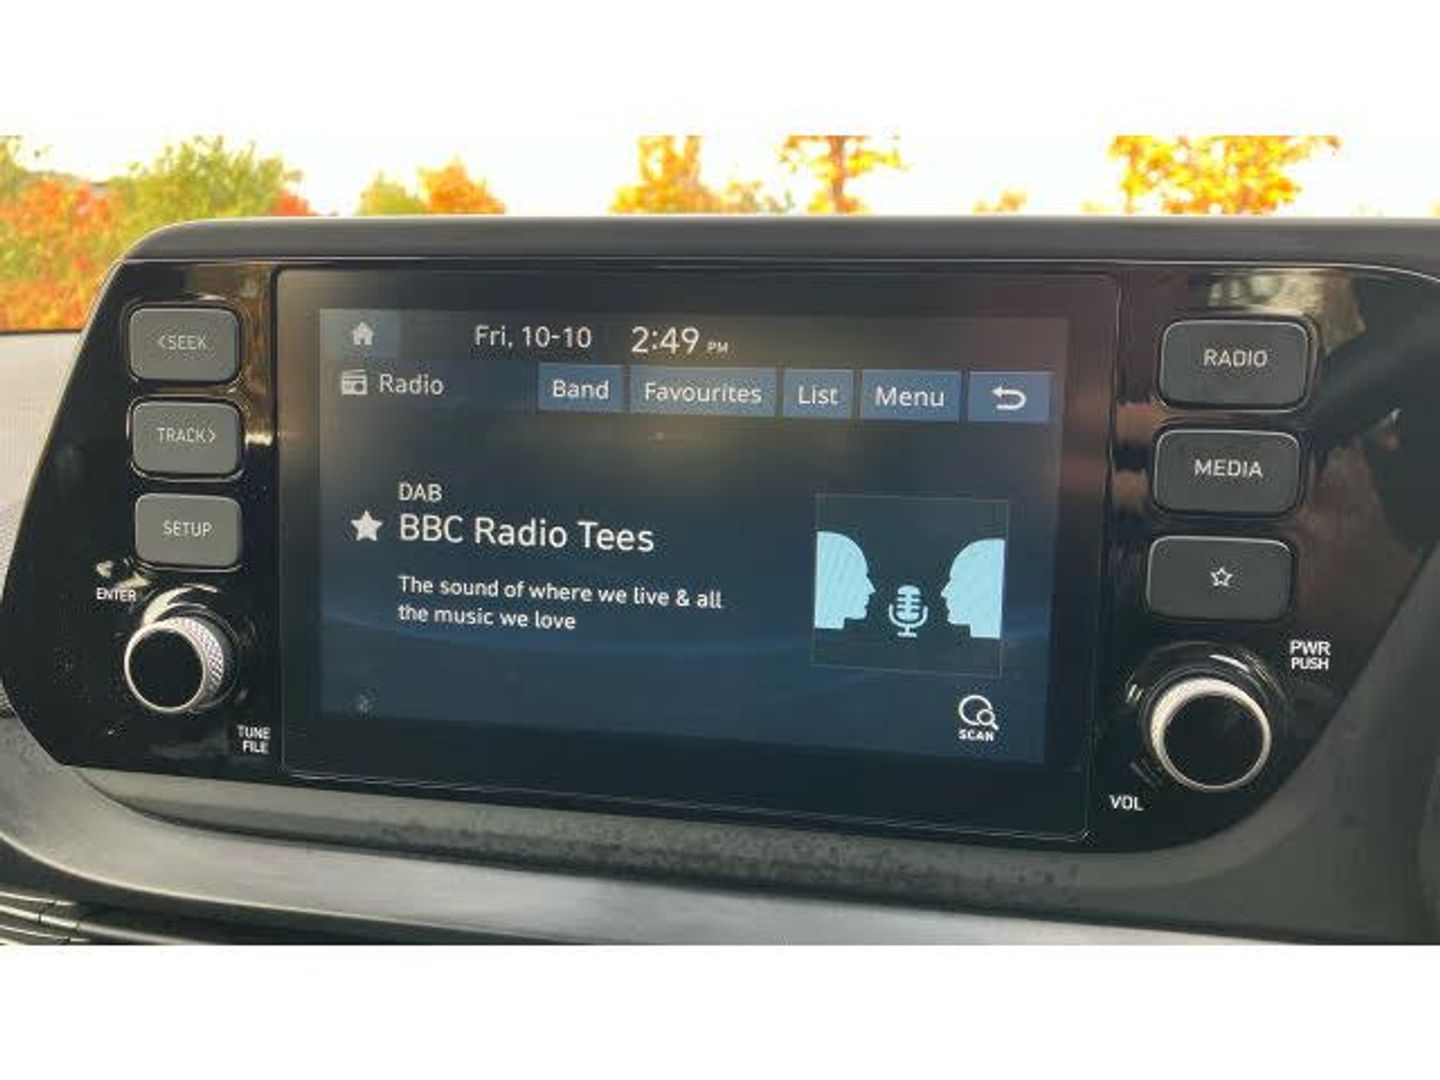 <SEEK
TRACK>
SETUP
ENTER
TUNE
FILE
Fri, 10-10 2:49 PM
Radio Band Favourites List Menu
DAB
BBC Radio Tees
The sound of where we live & all
the music we love
SCAN
RADIO
MEDIA
PWR
PUSH
VOL